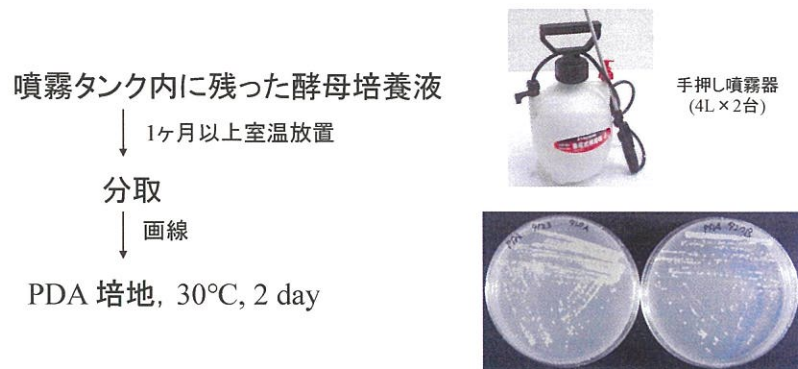 噴霧タンク内に残った酵母培養液
1ヶ月以上室温放置
分取
画線
PDA 培地, 30℃, 2 day
手押し噴霧器
(4L×2台)